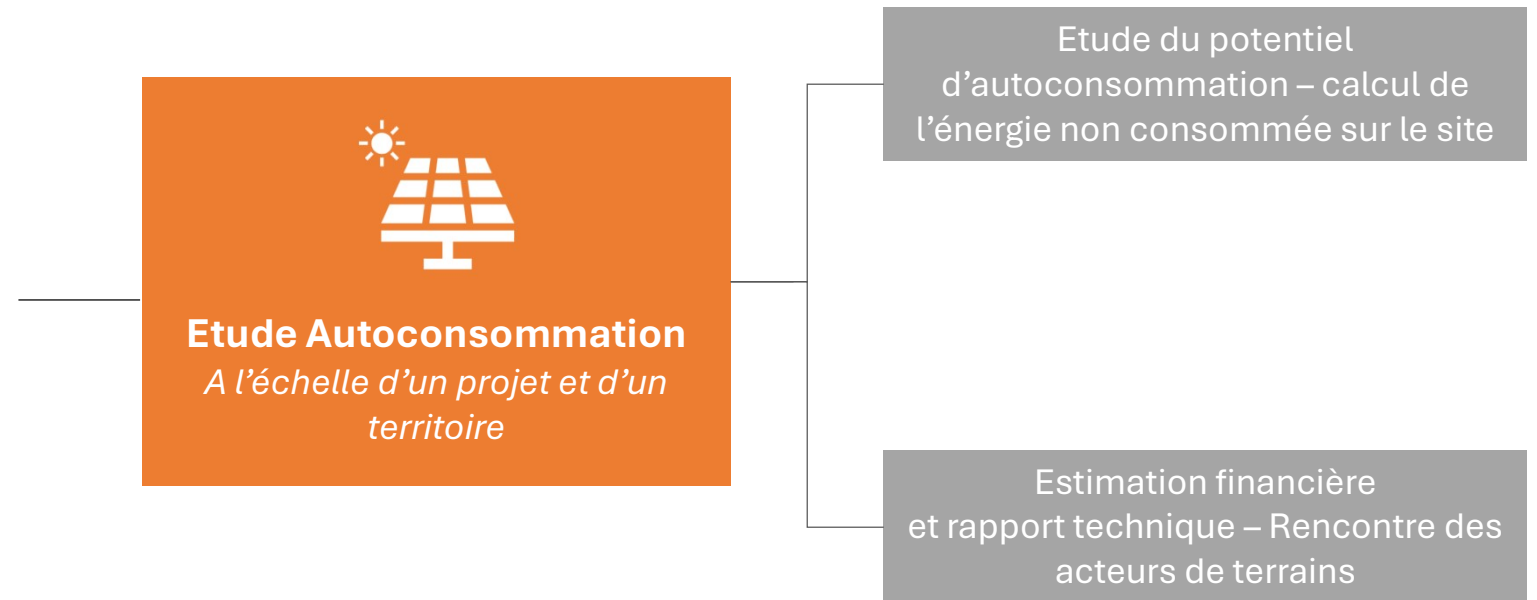 Etude du potentiel
d'autoconsommation – calcul de
l'énergie non consommée sur le site
Etude Autoconsommation
A l'échelle d'un projet et d'un
territoire
Estimation financière
et rapport technique – Rencontre des
acteurs de terrains